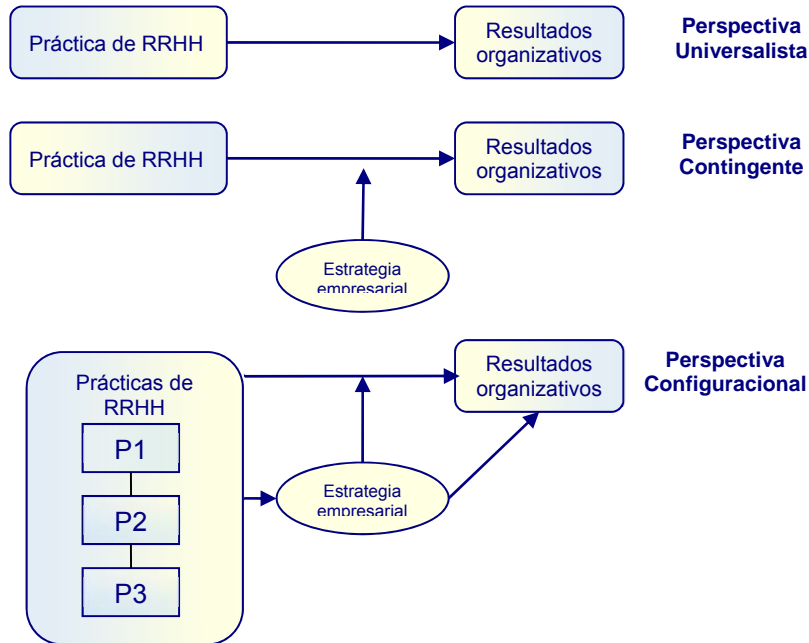 Práctica de RRHH
Resultados
organizativos
Perspectiva
Universalista
Práctica de RRHH
Resultados
organizativos
Perspectiva
Contingente
Estrategia
empresarial
Prácticas de
RRHH
P1
P2
P3
Resultados
organizativos
Perspectiva
Configuracional
Estrategia
empresarial